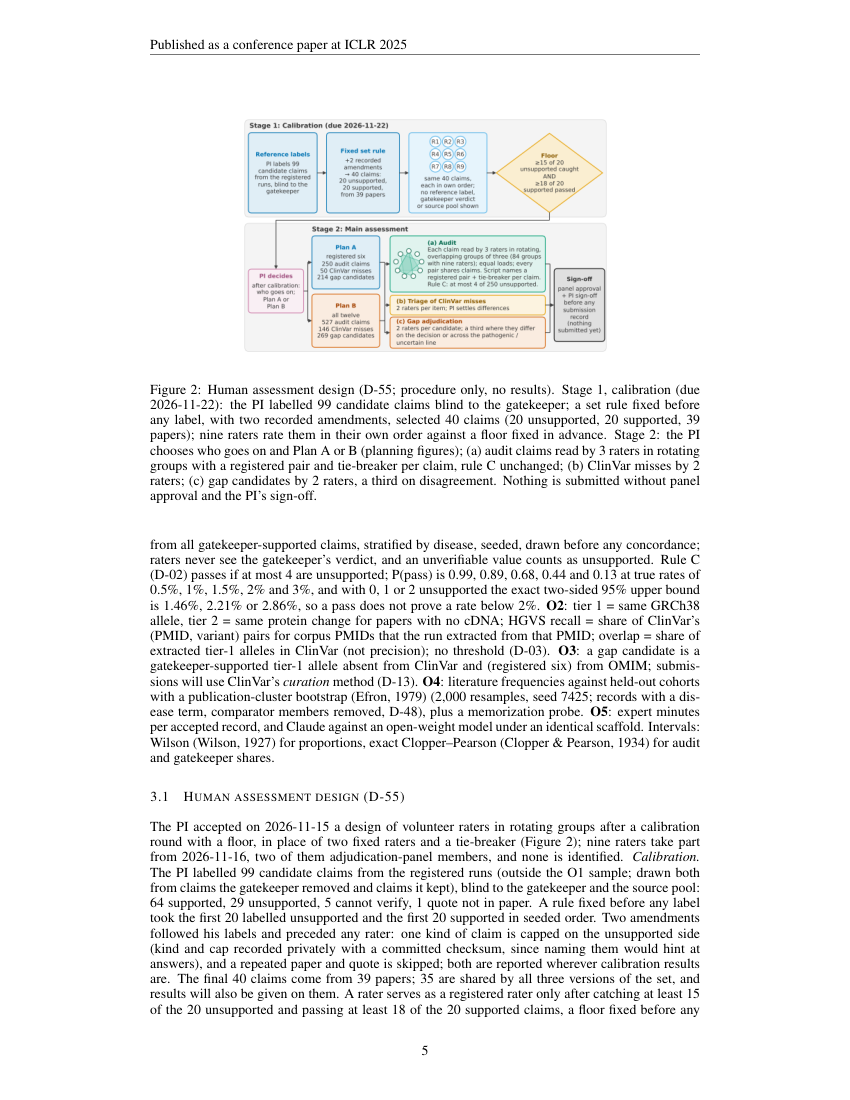 Published as a conference paper at ICLR 2025
Stage 1: Calibration (due 2026-11-22)
Reference labels
PI labels 99
candidate claims
from the registered
runs, blind to the
gatekeeper
Fixed set rule
+2 recorded
amendments
→ 40 claims:
20 unsupported,
20 supported,
from 39 papers
R1 R2 R3
R4 R5 R6
R7 R8 R9
same 40 claims,
each in own order;
no reference label,
gatekeeper verdict
or source pool shown
Floor
≥15 of 20
unsupported caught
AND
≥18 of 20
supported passed
Stage 2: Main assessment
PI decides
after calibration:
who goes on;
Plan A or
Plan B
Plan A
registered six
250 audit claims
50 ClinVar misses
214 gap candidates
Plan B
all twelve
527 audit claims
146 ClinVar misses
269 gap candidates
(a) Audit
Each claim read by 3 raters in rotating,
overlapping groups of three (84 groups
with nine raters); equal loads; every
pair shares claims. Script names a
registered pair + tie-breaker per claim.
Rule C: at most 4 of 250 unsupported.
(b) Triage of ClinVar misses
2 raters per item; PI settles differences
(c) Gap adjudication
2 raters per candidate; a third where they differ
on the decision or across the pathogenic /
uncertain line
Sign-off
panel approval
+ PI sign-off
before any
submission
record
(nothing
submitted yet)
Figure 2: Human assessment design (D-55; procedure only, no results). Stage 1, calibration (due
2026-11-22): the PI labelled 99 candidate claims blind to the gatekeeper; a set rule fixed before
any label, with two recorded amendments, selected 40 claims (20 unsupported, 20 supported, 39
papers); nine raters rate them in their own order against a floor fixed in advance. Stage 2: the PI
chooses who goes on and Plan A or B (planning figures); (a) audit claims read by 3 raters in rotating
groups with a registered pair and tie-breaker per claim, rule C unchanged; (b) ClinVar misses by 2
raters; (c) gap candidates by 2 raters, a third on disagreement. Nothing is submitted without panel
approval and the PI's sign-off.
from all gatekeeper-supported claims, stratified by disease, seeded, drawn before any concordance;
raters never see the gatekeeper's verdict, and an unverifiable value counts as unsupported. Rule C
(D-02) passes if at most 4 are unsupported; P(pass) is 0.99, 0.89, 0.68, 0.44 and 0.13 at true rates of
0.5%, 1%, 1.5%, 2% and 3%, and with 0, 1 or 2 unsupported the exact two-sided 95% upper bound
is 1.46%, 2.21% or 2.86%, so a pass does not prove a rate below 2%. O2: tier 1 = same GRCh38
allele, tier 2 = same protein change for papers with no cDNA; HGVS recall = share of ClinVar's
(PMID, variant) pairs for corpus PMIDs that the run extracted from that PMID; overlap = share of
extracted tier-1 alleles in ClinVar (not precision); no threshold (D-03). O3: a gap candidate is a
gatekeeper-supported tier-1 allele absent from ClinVar and (registered six) from OMIM; submis-
sions will use ClinVar's curation method (D-13). O4: literature frequencies against held-out cohorts
with a publication-cluster bootstrap (Efron, 1979) (2,000 resamples, seed 7425; records with a dis-
ease term, comparator members removed, D-48), plus a memorization probe. O5: expert minutes
per accepted record, and Claude against an open-weight model under an identical scaffold. Intervals:
Wilson (Wilson, 1927) for proportions, exact Clopper–Pearson (Clopper & Pearson, 1934) for audit
and gatekeeper shares.
3.1 HUMAN ASSESSMENT DESIGN (D-55)
The PI accepted on 2026-11-15 a design of volunteer raters in rotating groups after a calibration
round with a floor, in place of two fixed raters and a tie-breaker (Figure 2); nine raters take part
from 2026-11-16, two of them adjudication-panel members, and none is identified. Calibration.
The PI labelled 99 candidate claims from the registered runs (outside the O1 sample; drawn both
from claims the gatekeeper removed and claims it kept), blind to the gatekeeper and the source pool:
64 supported, 29 unsupported, 5 cannot verify, 1 quote not in paper. A rule fixed before any label
took the first 20 labelled unsupported and the first 20 supported in seeded order. Two amendments
followed his labels and preceded any rater: one kind of claim is capped on the unsupported side
(kind and cap recorded privately with a committed checksum, since naming them would hint at
answers), and a repeated paper and quote is skipped; both are reported wherever calibration results
are. The final 40 claims come from 39 papers; 35 are shared by all three versions of the set, and
results will also be given on them. A rater serves as a registered rater only after catching at least 15
of the 20 unsupported and passing at least 18 of the 20 supported claims, a floor fixed before any
5